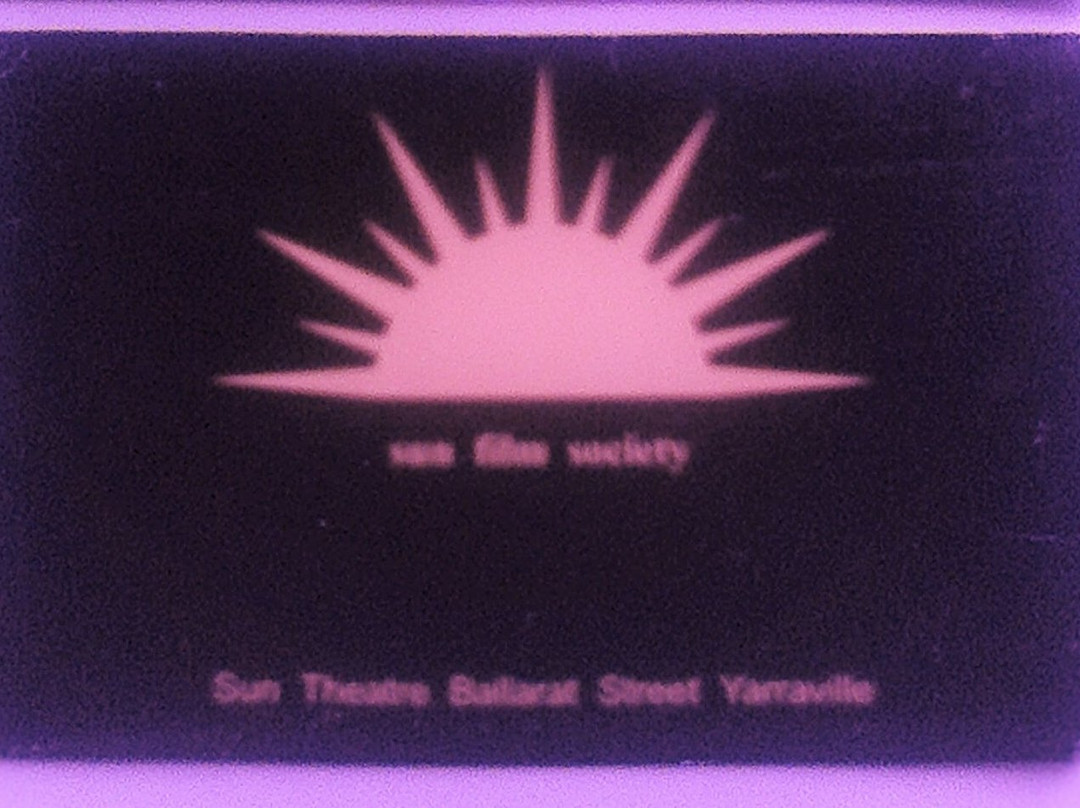 sun film society
Sun Theatre Ballarat Street Yarraville